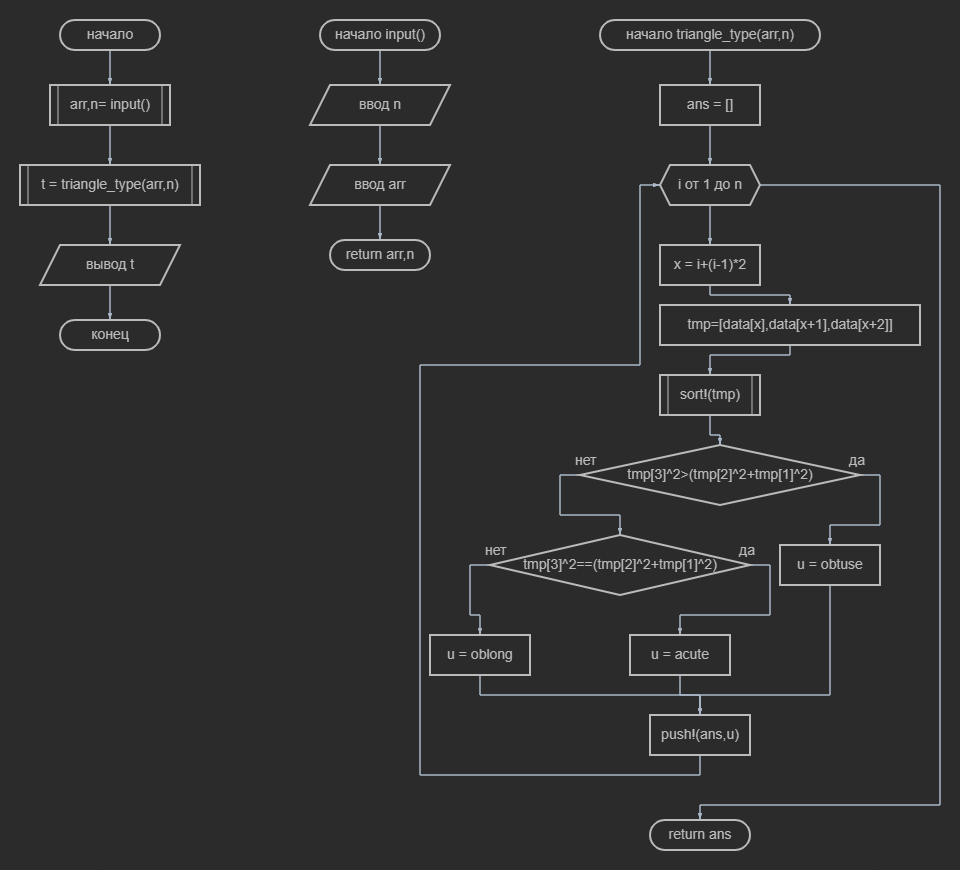 начало
arr,n= input()
t = triangle_type(arr,n)
вывод t
конец
начало input()
ввод n
ввод arr
return arr,n
начало triangle_type(arr,n)
ans = []
i от 1 до n
x = i+(i-1)*2
tmp=[data[x],data[x+1],data[x+2]]
sort!(tmp)
нет
да
tmp[3]^2>(tmp[2]^2+tmp[1]^2)
нет
да
tmp[3]^2==(tmp[2]^2+tmp[1]^2)
u = obtuse
u = oblong
u = acute
push!(ans,u)
return ans